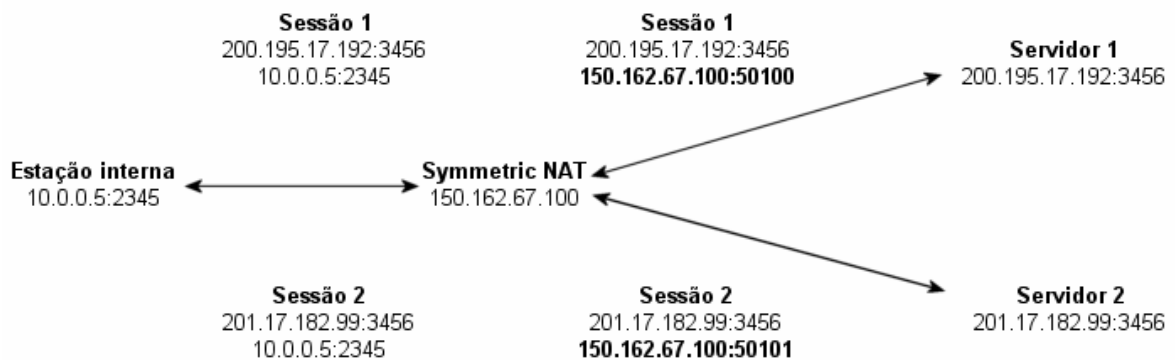 Sessão 1
200.195.17.192:3456
10.0.0.5:2345
Sessão 1
200.195.17.192:3456
150.162.67.100:50100
Servidor 1
200.195.17.192:3456
Estação interna
10.0.0.5:2345
Symmetric NAT
150.162.67.100
Sessão 2
201.17.182.99:3456
10.0.0.5:2345
Sessão 2
201.17.182.99:3456
150.162.67.100:50101
Servidor 2
201.17.182.99:3456